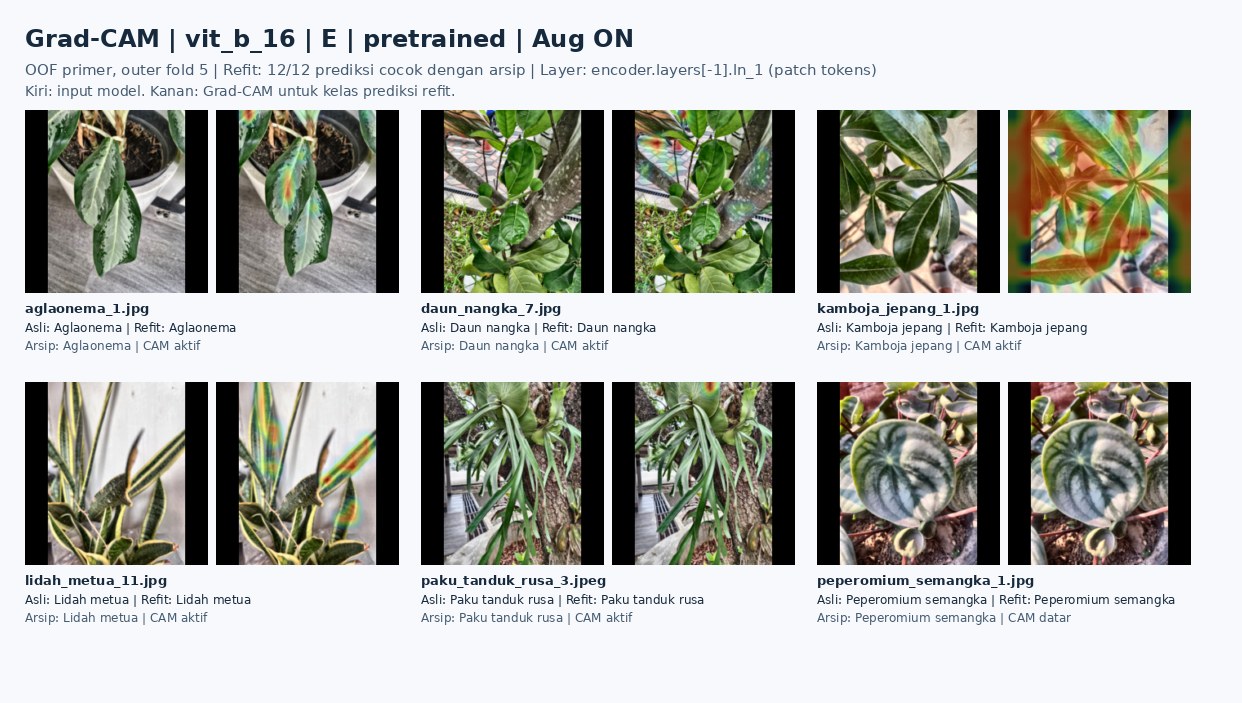 Grad-CAM | vit_b_16 | E | pretrained | Aug ON
OOF primer, outer fold 5 | Refit: 12/12 prediksi cocok dengan arsip | Layer: encoder.layers[-1].ln_1 (patch tokens)
Kiri: input model. Kanan: Grad-CAM untuk kelas prediksi refit.
aglaonema_1.jpg
Asli: Aglaonema | Refit: Aglaonema
Arsip: Aglaonema | CAM aktif
daun_nangka_7.jpg
Asli: Daun nangka | Refit: Daun nangka
Arsip: Daun nangka | CAM aktif
kamboja_jepang_1.jpg
Asli: Kamboja jepang | Refit: Kamboja jepang
Arsip: Kamboja jepang | CAM aktif
lidah_metua_11.jpg
Asli: Lidah metua | Refit: Lidah metua
Arsip: Lidah metua | CAM aktif
paku_tanduk_rusa_3.jpeg
Asli: Paku tanduk rusa | Refit: Paku tanduk rusa
Arsip: Paku tanduk rusa | CAM aktif
peperomium_semangka_1.jpg
Asli: Peperomium semangka | Refit: Peperomium semangka
Arsip: Peperomium semangka | CAM datar